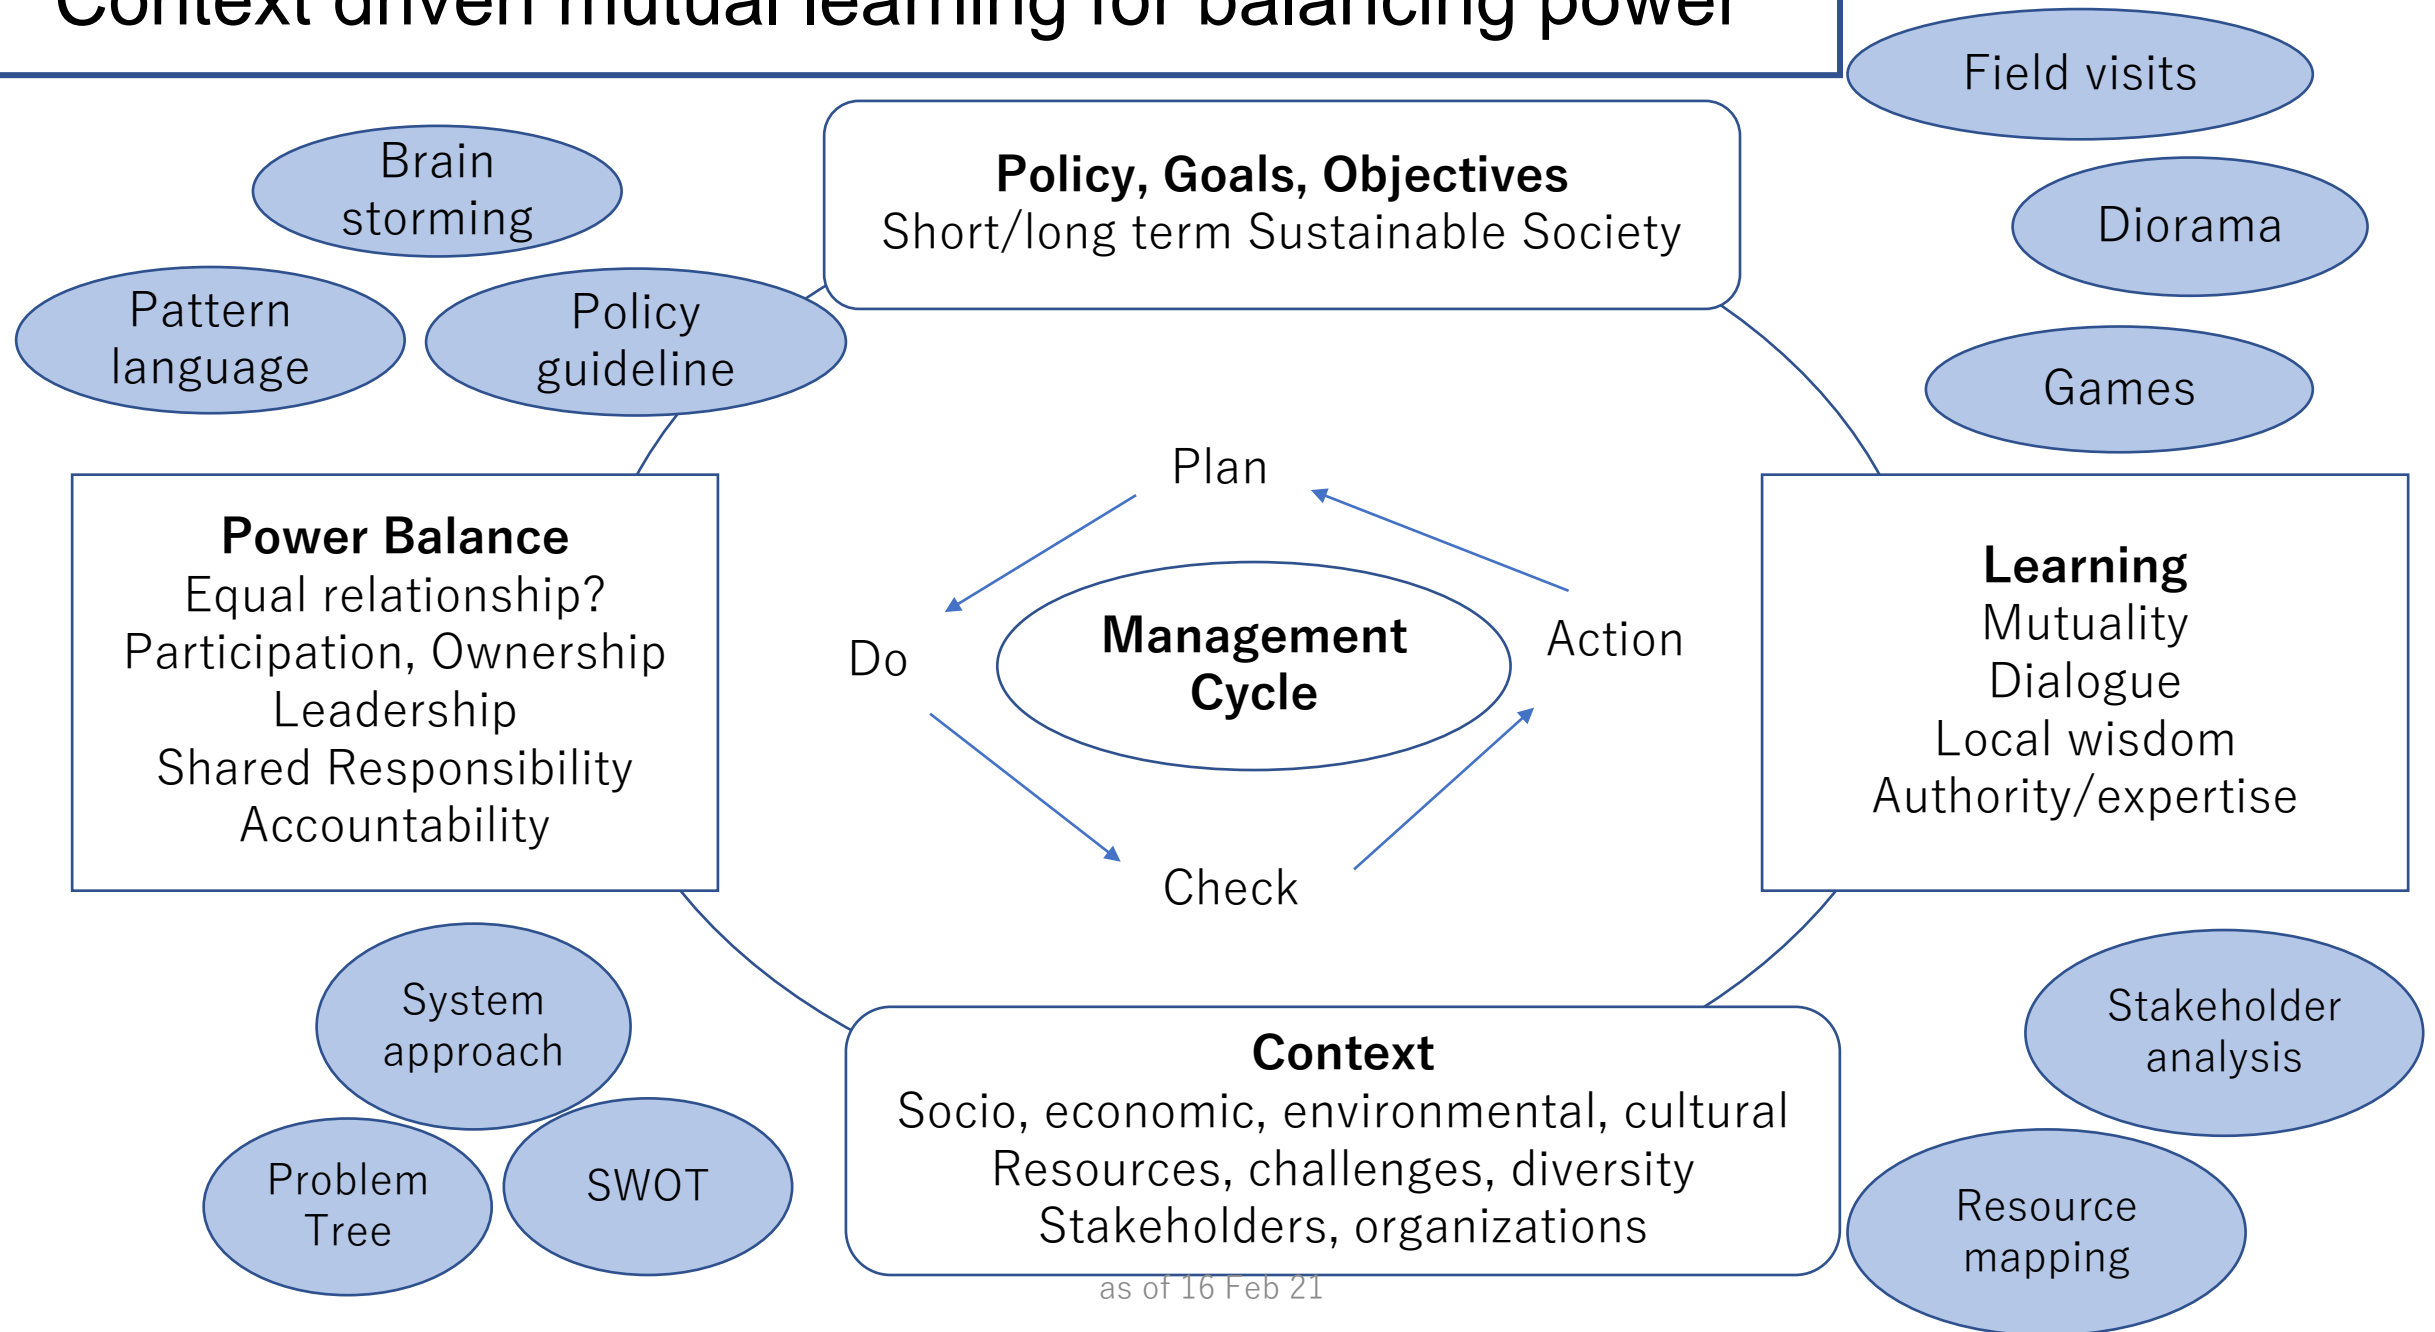 Context driven mutual learning for balancing power
Field visits
Brain
storming
Policy, Goals, Objectives
Short/long term Sustainable Society
Diorama
Pattern
language
Policy
guideline
Games
Plan
Power Balance
Equal relationship?
Participation, Ownership
Leadership
Shared Responsibility
Accountability
Do
Management
Cycle
Action
Check
Learning
Mutuality
Dialogue
Local wisdom
Authority/expertise
System
approach
Problem
Tree
SWOT
Context
Socio, economic, environmental, cultural
Resources, challenges, diversity
Stakeholders, organizations
Stakeholder
analysis
Resource
mapping
as of 16 Feb 21